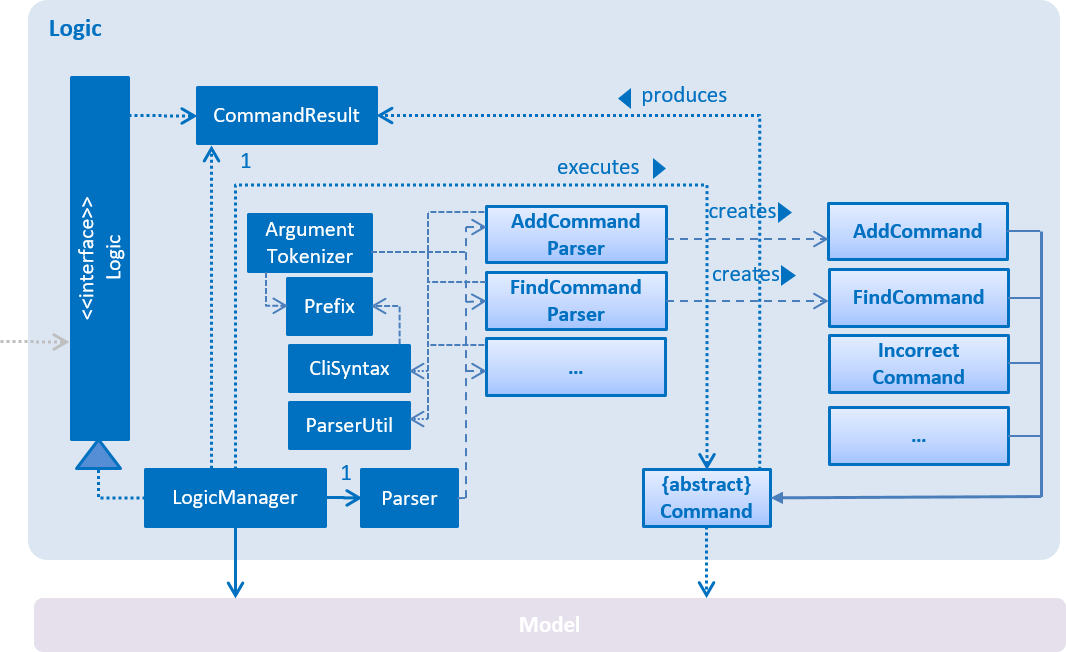 Logic
<<interface>>
Logic
CommandResult
◀ produces
1
executes ▶
Argument
Tokenizer
Prefix
CliSyntax
ParserUtil
AddCommand
Parser
FindCommand
Parser
...
creates▶
creates▶
AddCommand
FindCommand
Incorrect
Command
...
LogicManager
1
Parser
{abstract}
Command
Model